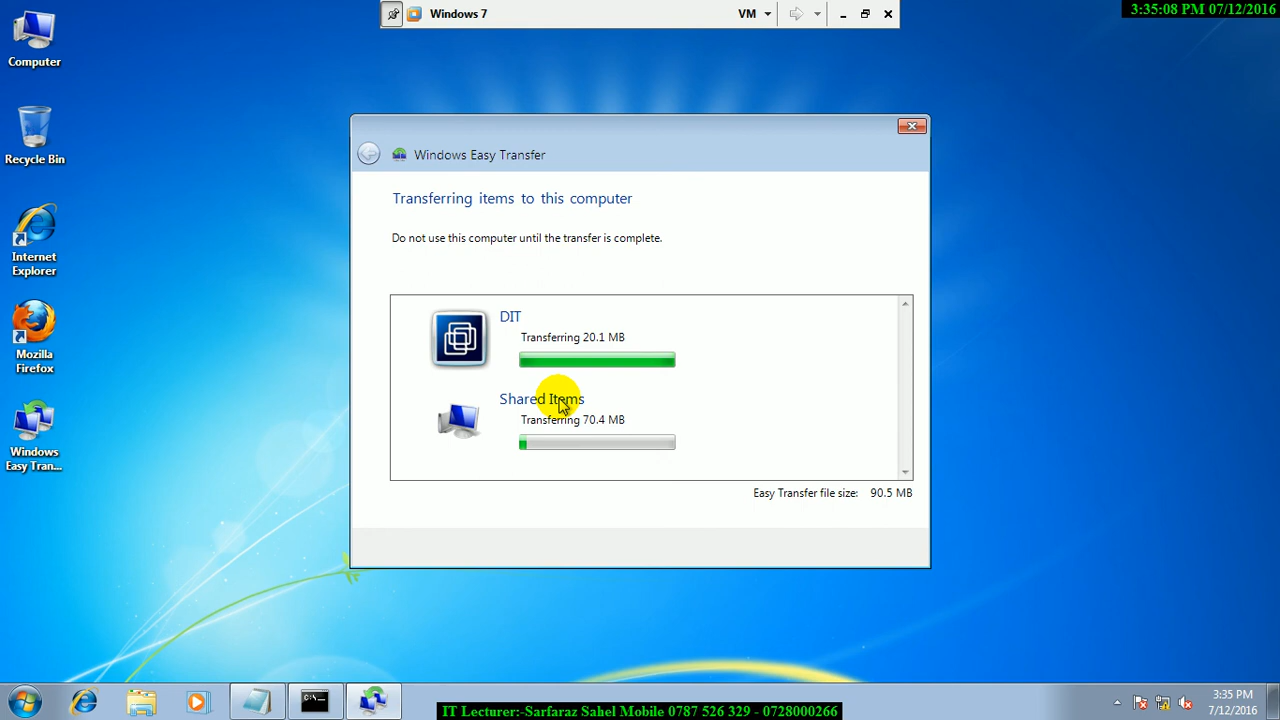 Windows 7
VM
3:35:08 PM 07/12/2016
Computer
Recycle Bin
Internet
Explorer
Mozilla
Firefox
Windows
Easy Tran...
Windows Easy Transfer
Transferring items to this computer
Do not use this computer until the transfer is complete.
DIT
Transferring 20.1 MB
Shared Items
Transferring 70.4 MB
Easy Transfer file size: 90.5 MB
C:\.
3:35 PM
7/12/2016
IT Lecturer:-Sarfaraz Sahel Mobile 0787 526 329 - 0728000266